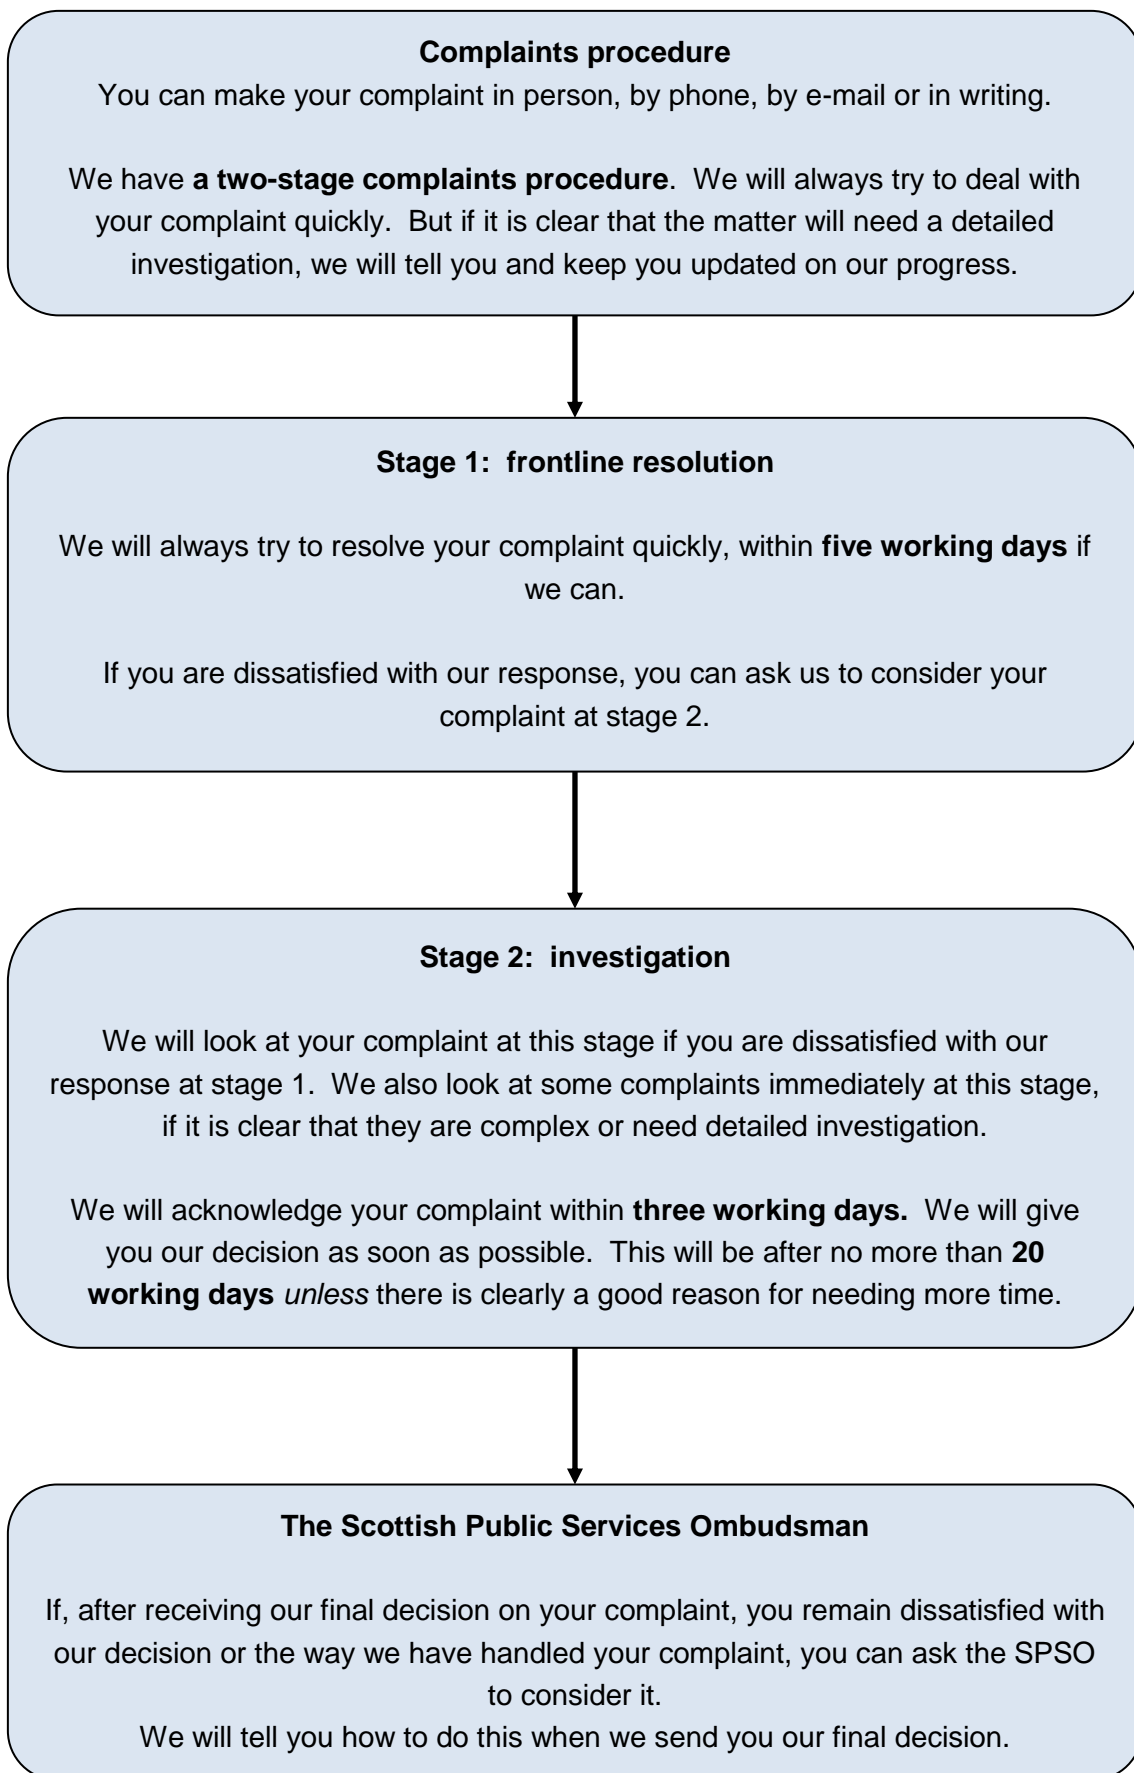 Complaints procedure
You can make your complaint in person, by phone, by e-mail or in writing.
We have a two-stage complaints procedure.  We will always try to deal with
your complaint quickly.  But if it is clear that the matter will need a detailed
investigation, we will tell you and keep you updated on our progress.
Stage 1:  frontline resolution
We will always try to resolve your complaint quickly, within five working days if
we can.
If you are dissatisfied with our response, you can ask us to consider your
complaint at stage 2.
Stage 2:  investigation
We will look at your complaint at this stage if you are dissatisfied with our
response at stage 1.  We also look at some complaints immediately at this stage,
if it is clear that they are complex or need detailed investigation.
We will acknowledge your complaint within three working days.  We will give
you our decision as soon as possible.  This will be after no more than 20
working days unless there is clearly a good reason for needing more time.
The Scottish Public Services Ombudsman
If, after receiving our final decision on your complaint, you remain dissatisfied with
our decision or the way we have handled your complaint, you can ask the SPSO
to consider it.
We will tell you how to do this when we send you our final decision.